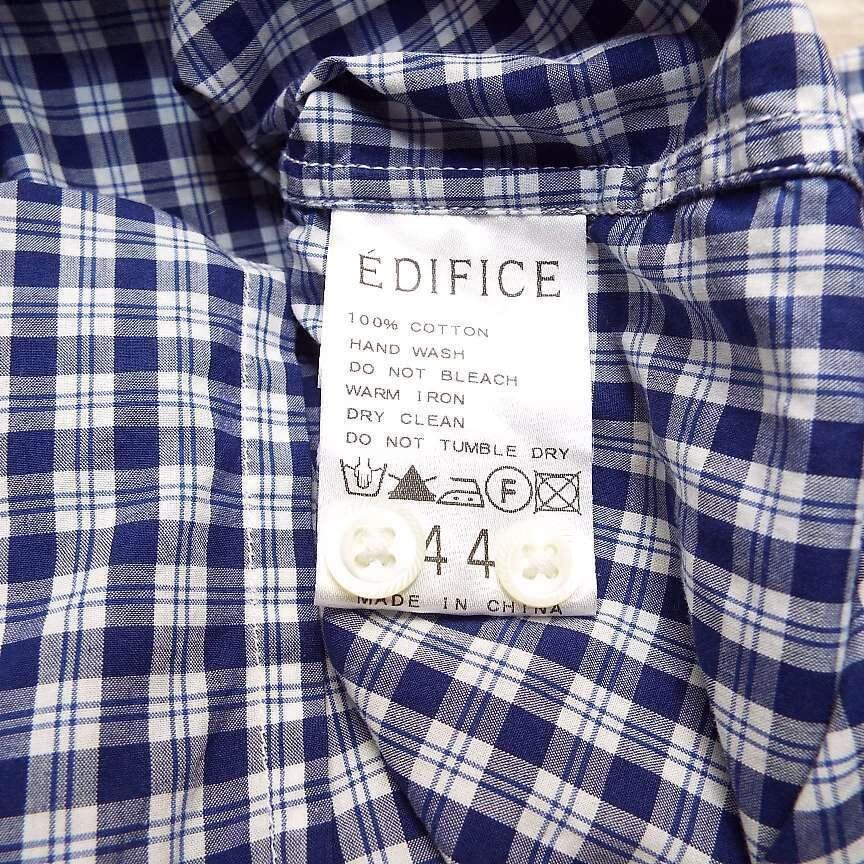 ÉDIFICE
100% COTTON
HAND WASH
DO NOT BLEACH
WARM IRON
DRY CLEAN
DO NOT TUMBLE DRY
F
44
MADE IN CHINA